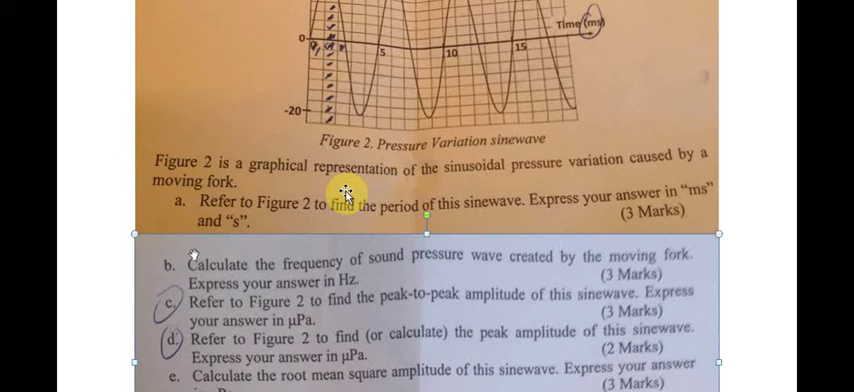 Time (ms)
0
5
10
15
-20
Figure 2. Pressure Variation sinewave
Figure 2 is a graphical representation of the sinusoidal pressure variation caused by a
moving fork.
a. Refer to Figure 2 to find the period of this sinewave. Express your answer in "ms"
and "s".
(3 Marks)
b. Calculate the frequency of sound pressure wave created by the moving fork.
Express your answer in Hz.
(3 Marks)
c. Refer to Figure 2 to find the peak-to-peak amplitude of this sinewave. Express
your answer in µPa.
(3 Marks)
d. Refer to Figure 2 to find (or calculate) the peak amplitude of this sinewave.
Express your answer in µPa.
(2 Marks)
e. Calculate the root mean square amplitude of this sinewave. Express your answer
(3 Marks)